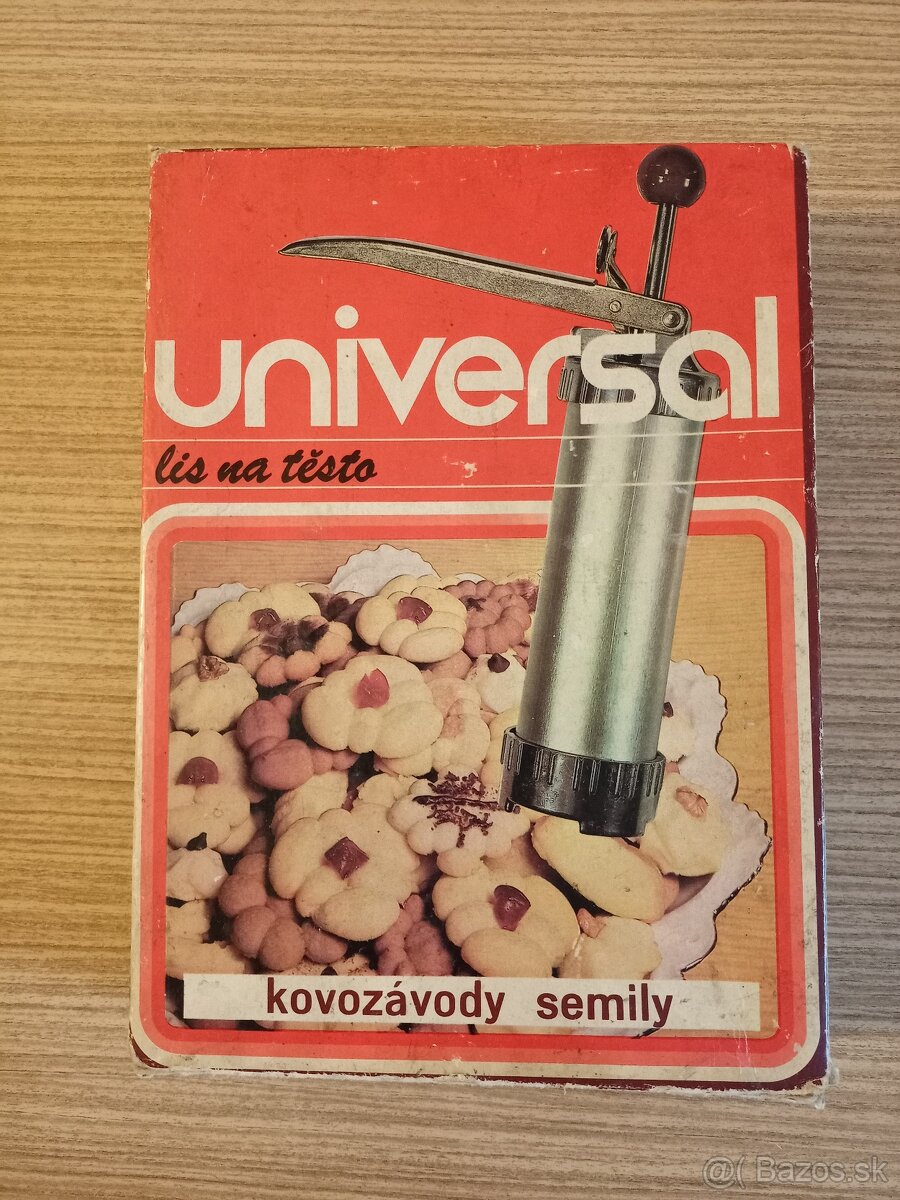 universal
lis na těsto
kovozávody semily
@( Bazos.sk